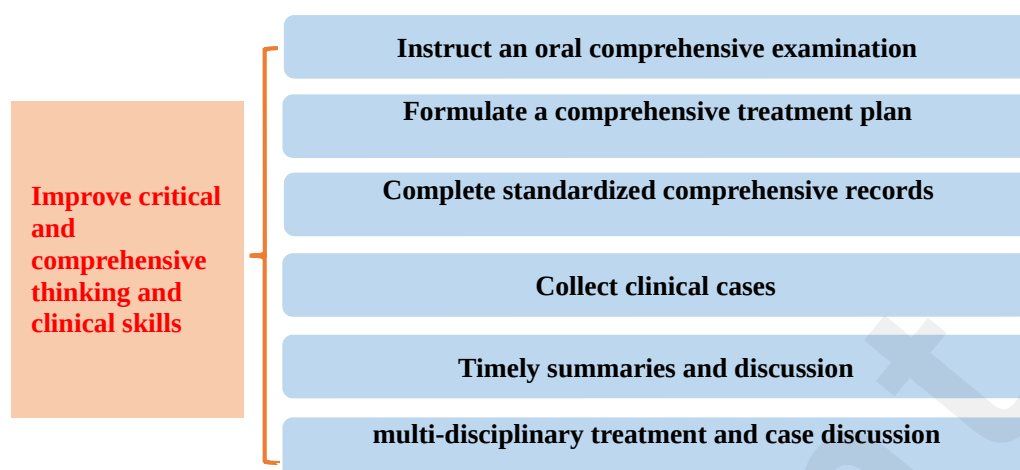 Instruct an oral comprehensive examination
Formulate a comprehensive treatment plan
Complete standardized comprehensive records
Collect clinical cases
Timely summaries and discussion
multi-disciplinary treatment and case discussion
Improve critical
and
comprehensive
thinking and
clinical skills
t